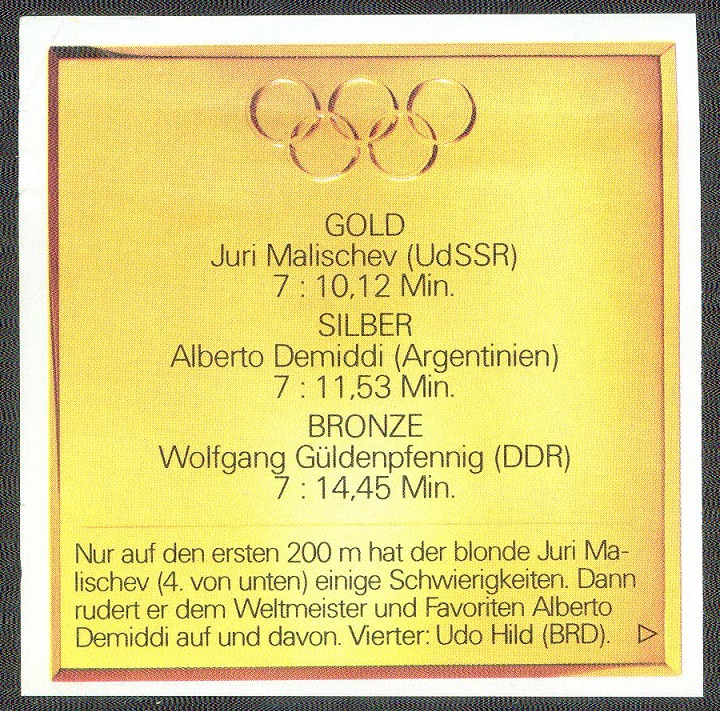 GOLD
Juri Malischev (UdSSR)
7 : 10,12 Min.
SILBER
Alberto Demiddi (Argentinien)
7 : 11,53 Min.
BRONZE
Wolfgang Güldenpfennig (DDR)
7 : 14,45 Min.
Nur auf den ersten 200 m hat der blonde Juri Ma-
lischev (4. von unten) einige Schwierigkeiten. Dann
rudert er dem Weltmeister und Favoriten Alberto
Demiddi auf und davon. Vierter: Udo Hild (BRD).